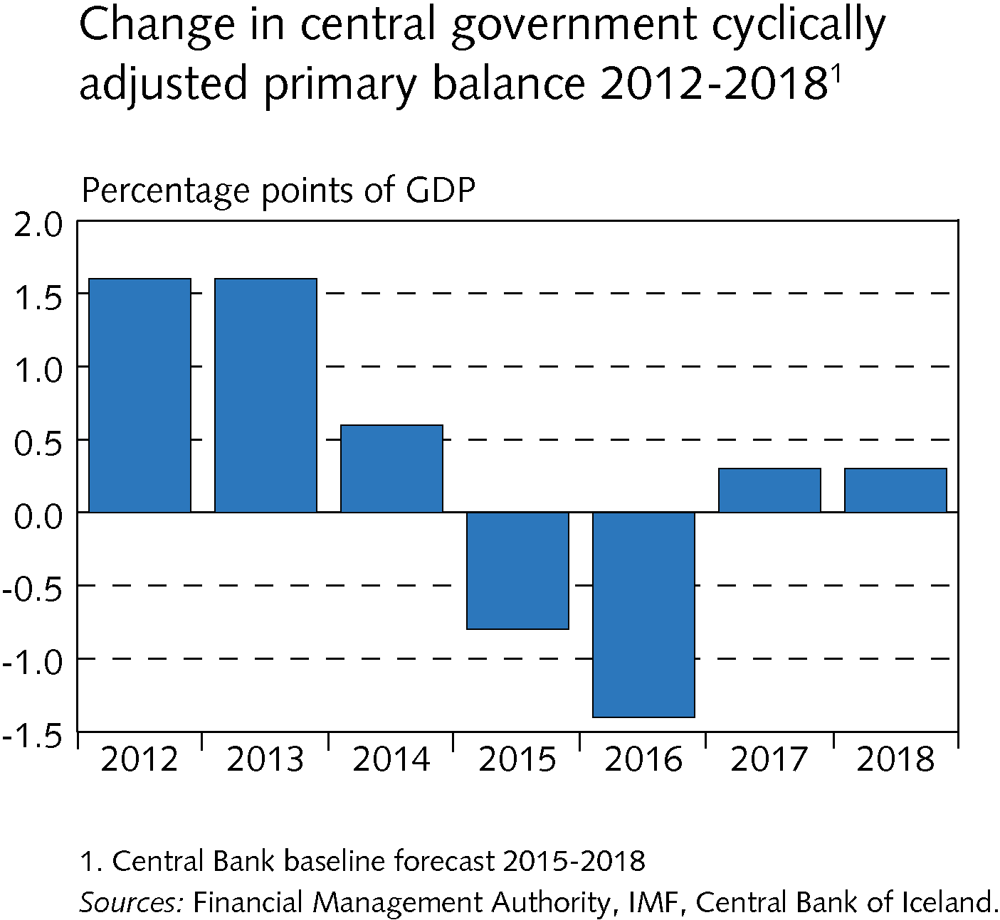 Change in central government cyclically
adjusted primary balance 2012-2018¹
Percentage points of GDP
2.0
1.5
1.0
0.5
0.0
-0.5
-1.0
-1.5
2012 2013 2014 2015 2016 2017 2018
1. Central Bank baseline forecast 2015-2018
Sources: Financial Management Authority, IMF, Central Bank of Iceland.